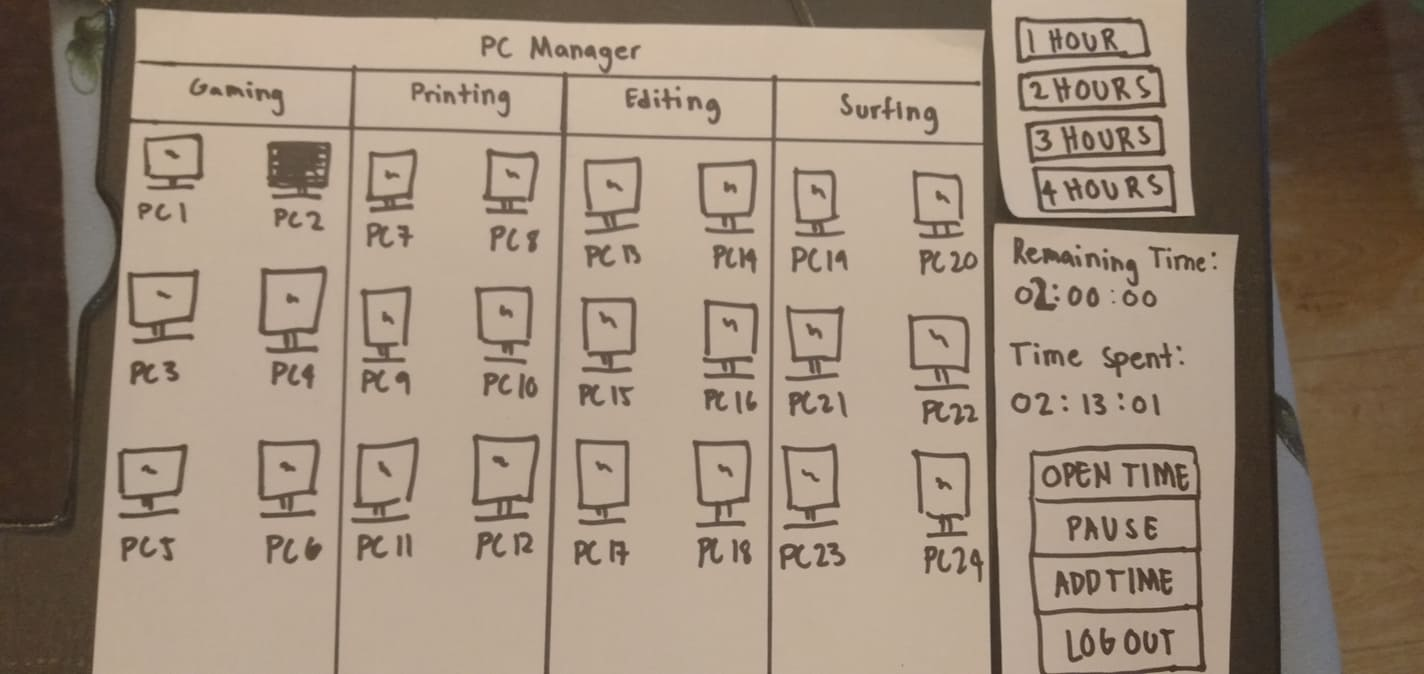 PC Manager
Gaming Printing Editing Surfing
PC1 PC2 PC7 PC8 PC13 PC14 PC19 PC20
PC3 PC4 PC9 PC10 PC15 PC16 PC21 PC22
PC5 PC6 PC11 PC12 PC17 PC18 PC23 PC24
1 HOUR
2 HOURS
3 HOURS
4 HOURS
Remaining Time:
02:00:00
Time Spent:
02:13:01
OPEN TIME
PAUSE
ADD TIME
LOG OUT